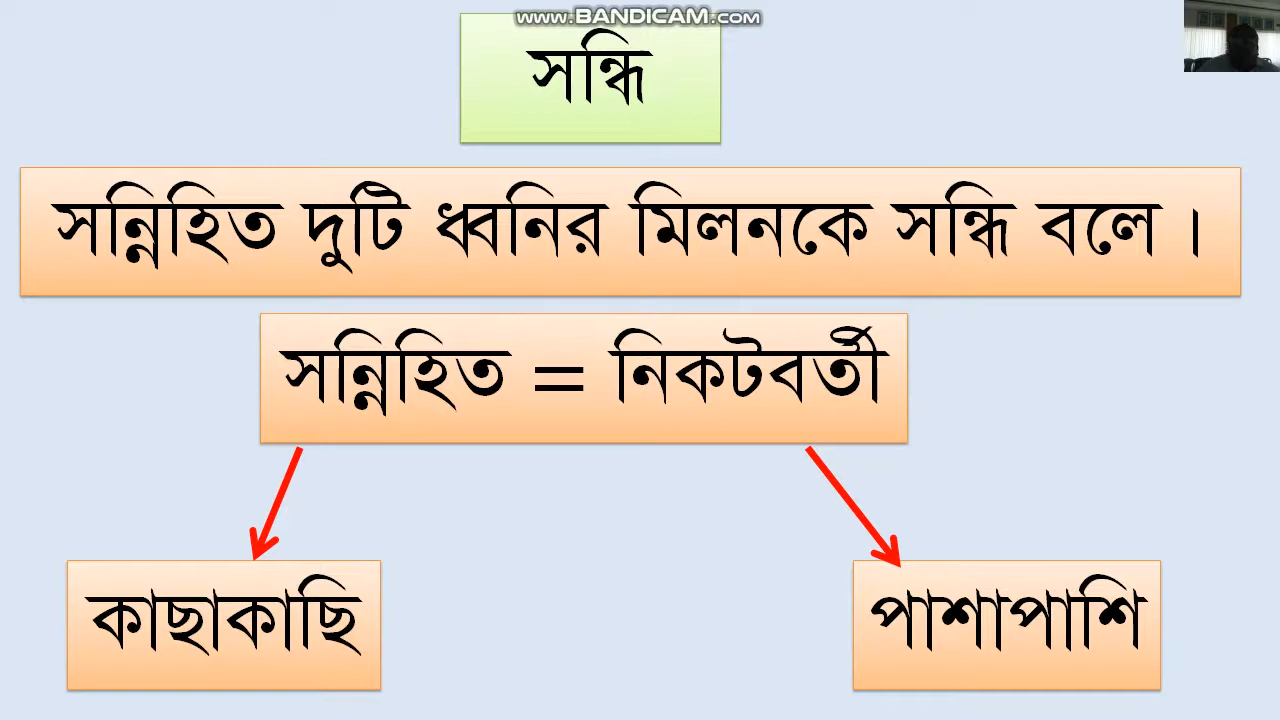 www.BANDICAM.com
সন্ধি
সন্নিহিত দুটি ধ্বনির মিলনকে সন্ধি বলে ।
সন্নিহিত = নিকটবর্তী
কাছাকাছি
পাশাপাশি